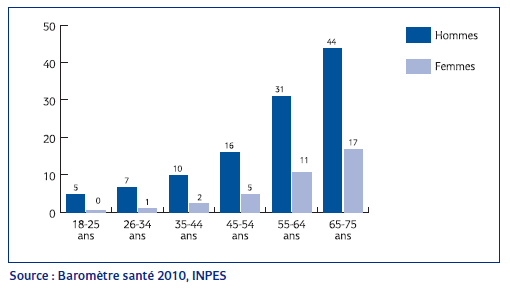 50
40
30
20
10
0
5
0
7
1
10
2
16
5
31
11
44
17
18-25 ans
26-34 ans
35-44 ans
45-54 ans
55-64 ans
65-75 ans
Hommes
Femmes
Source : Baromètre santé 2010, INPES